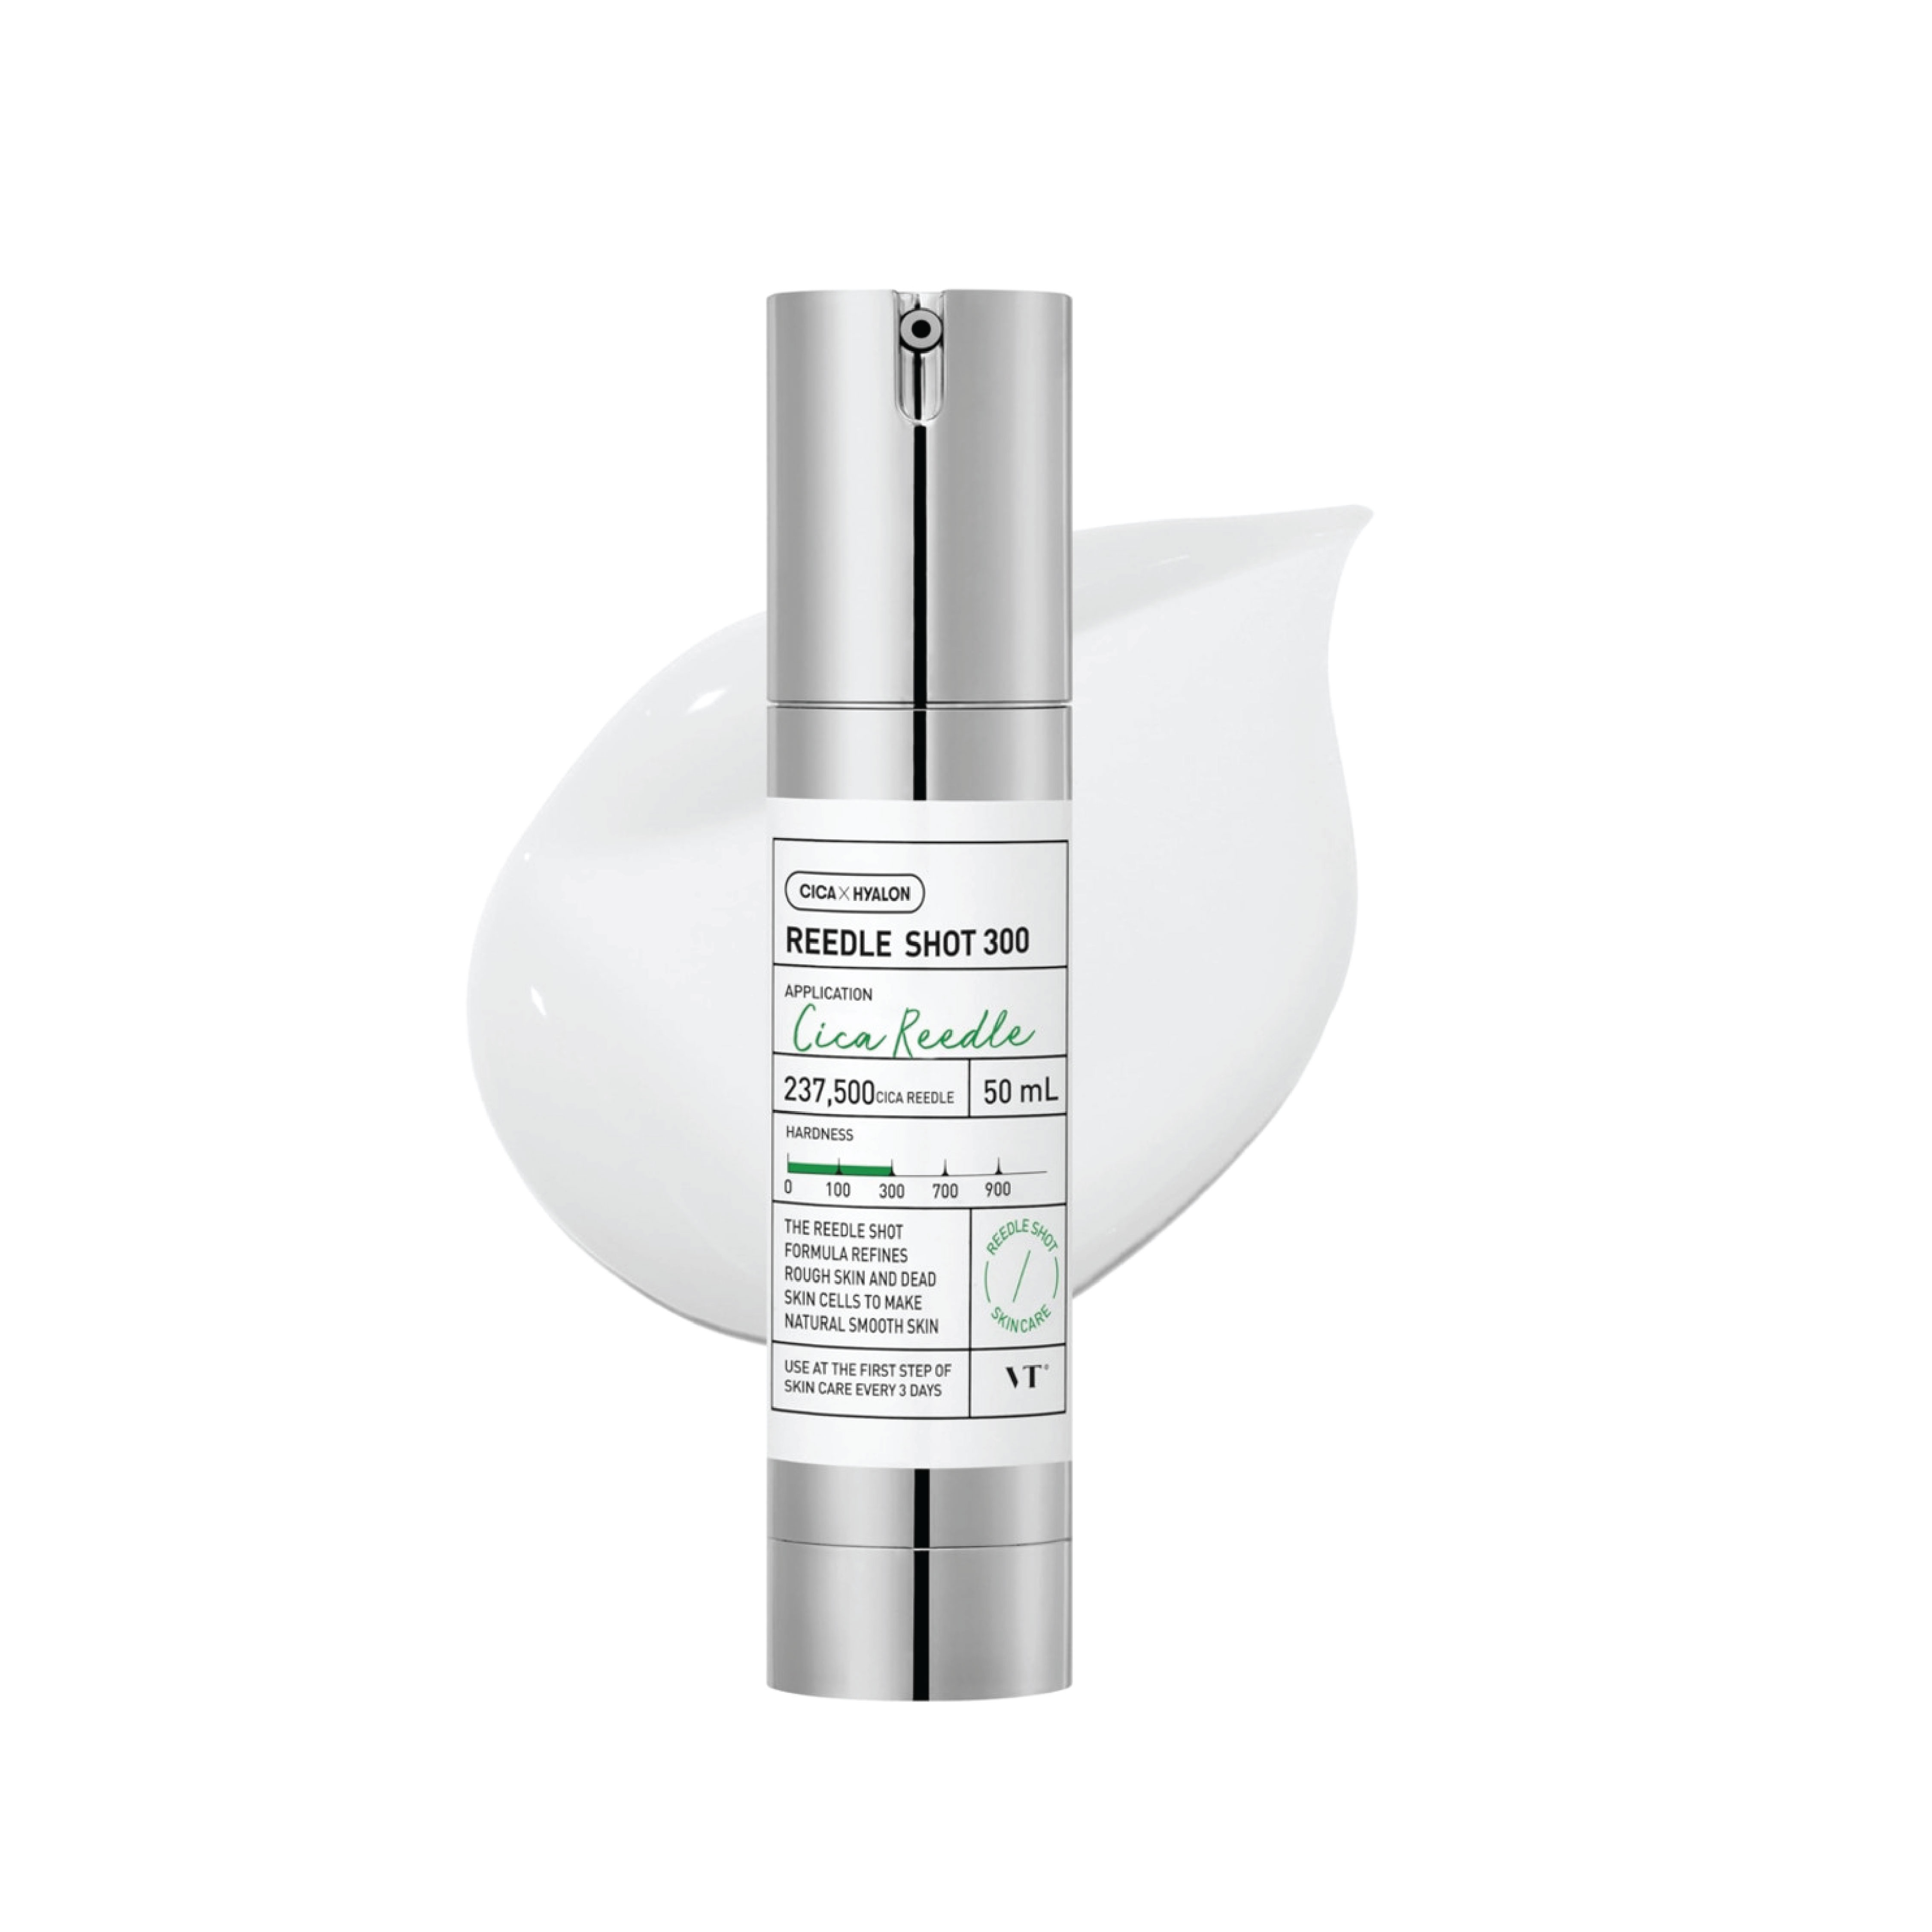 CICA X HYALON
REEDLE SHOT 300
APPLICATION
Cica Reedle
237,500 CICA REEDLE
50 mL
HARDNESS
0 100 300 700 900
THE REEDLE SHOT
FORMULA REFINES
ROUGH SKIN AND DEAD
SKIN CELLS TO MAKE
NATURAL SMOOTH SKIN
REEDLE SHOT
SKINCARE
USE AT THE FIRST STEP OF
SKIN CARE EVERY 3 DAYS
VT